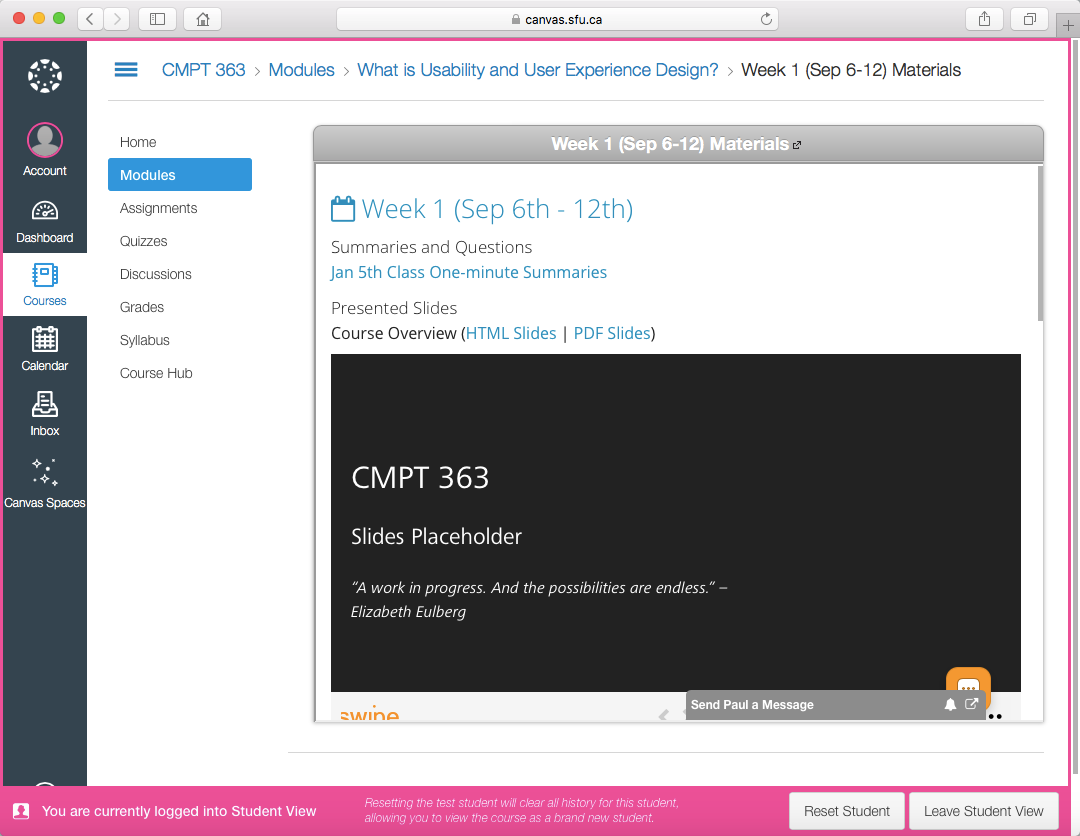 canvas.sfu.ca
CMPT 363 > Modules > What is Usability and User Experience Design? > Week 1 (Sep 6-12) Materials
Account
Dashboard
Courses
Calendar
Inbox
Canvas Spaces
Home
Modules
Assignments
Quizzes
Discussions
Grades
Syllabus
Course Hub
Week 1 (Sep 6-12) Materials
Week 1 (Sep 6th - 12th)
Summaries and Questions
Jan 5th Class One-minute Summaries
Presented Slides
Course Overview (HTML Slides | PDF Slides)
CMPT 363
Slides Placeholder
“A work in progress. And the possibilities are endless.” –
Elizabeth Eulberg
swipe
Send Paul a Message
You are currently logged into Student View
Resetting the test student will clear all history for this student,
allowing you to view the course as a brand new student.
Reset Student
Leave Student View